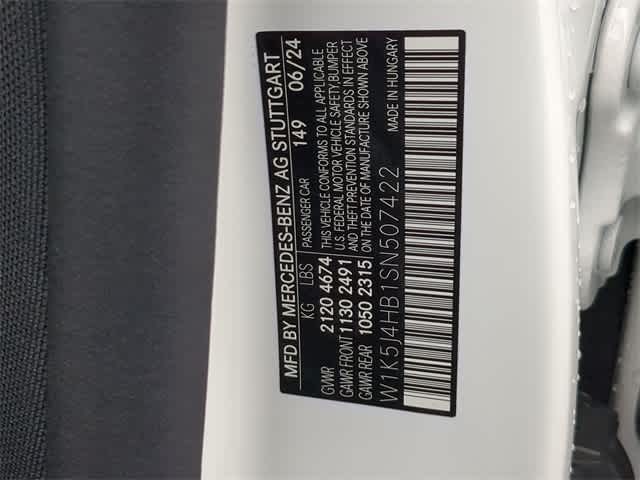 MFD BY MERCEDES-BENZ AG STUTTGART
KG LBS PASSENGER CAR 149 06/24
GVWR 2120 4674 THIS VEHICLE CONFORMS TO ALL APPLICABLE
U.S. FEDERAL MOTOR VEHICLE SAFETY, BUMPER
GAWR FRONT 1130 2491 AND THEFT PREVENTION STANDARDS IN EFFECT
GAWR REAR 1050 2315 ON THE DATE OF MANUFACTURE SHOWN ABOVE
W1K5J4HB1SN507422 MADE IN HUNGARY